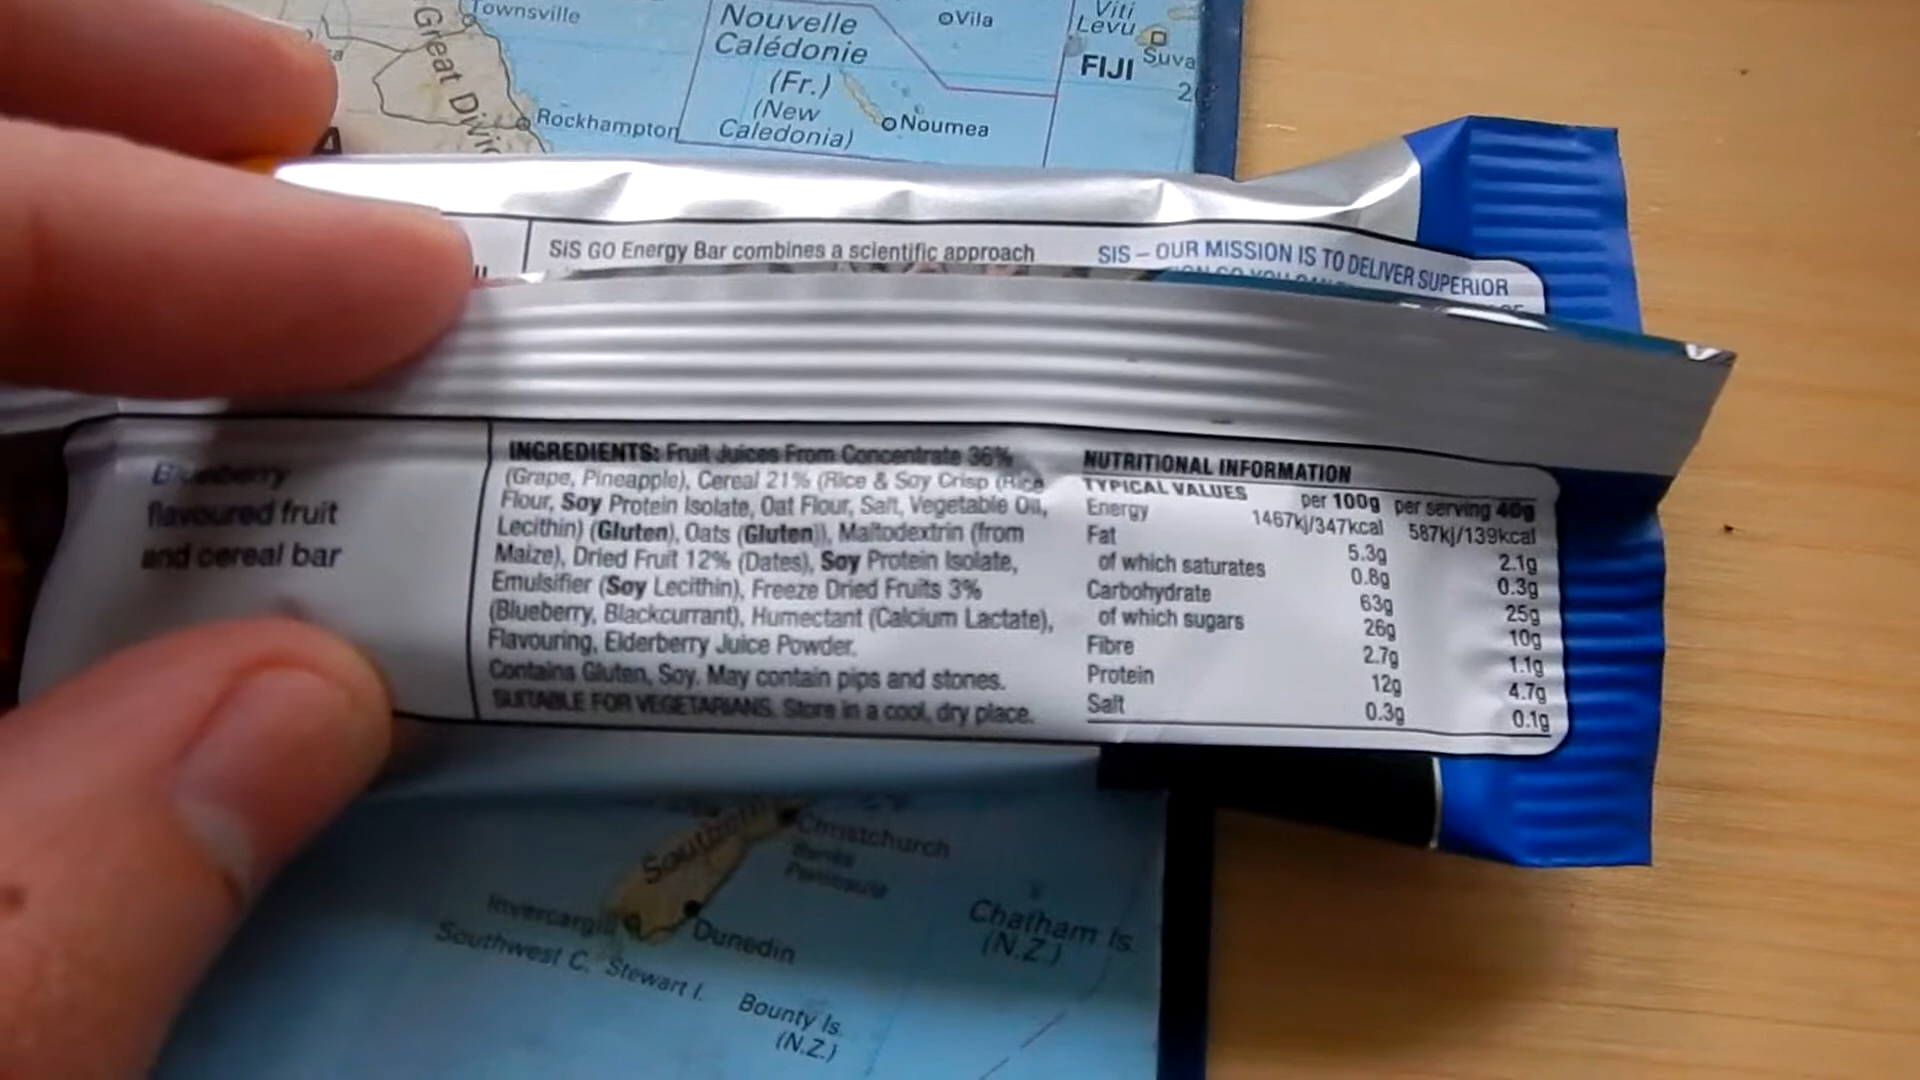 Townsville
Great Divi
Rockhampton
Nouvelle
Calédonie
(Fr.)
(New
Caledonia)
Vila
Noumea
Viti
Levu
Suva
FIJI
2
A
SiS GO Energy Bar combines a scientific approach
SIS – OUR MISSION IS TO DELIVER SUPERIOR
Blueberry
flavoured fruit
and cereal bar
INGREDIENTS: Fruit Juices From Concentrate 36%
(Grape, Pineapple), Cereal 21% (Rice & Soy Crisp (Rice
Flour, Soy Protein Isolate, Oat Flour, Salt, Vegetable Oil,
Lecithin) (Gluten), Oats (Gluten)), Maltodextrin (from
Maize), Dried Fruit 12% (Dates), Soy Protein Isolate,
Emulsifier (Soy Lecithin), Freeze Dried Fruits 3%
(Blueberry, Blackcurrant), Humectant (Calcium Lactate),
Flavouring, Elderberry Juice Powder.
Contains Gluten, Soy. May contain pips and stones.
SUITABLE FOR VEGETARIANS. Store in a cool, dry place.
NUTRITIONAL INFORMATION
TYPICAL VALUES per 100g per serving 40g
Energy 1467kj/347kcal 587kj/139kcal
Fat 5.3g 2.1g
of which saturates 0.8g 0.3g
Carbohydrate 63g 25g
of which sugars 26g 10g
Fibre 2.7g 1.1g
Protein 12g 4.7g
Salt 0.3g 0.1g
Southern
Christchurch
Banks
Peninsula
Invercargill
Dunedin
Southwest C. Stewart I.
Chatham Is.
(N.Z.)
Bounty Is.
(N.Z.)